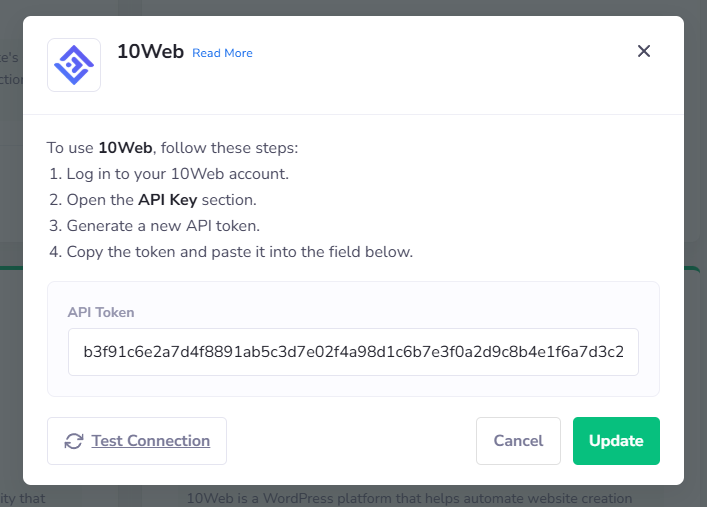 10Web Read More
To use 10Web, follow these steps:
1. Log in to your 10Web account.
2. Open the API Key section.
3. Generate a new API token.
4. Copy the token and paste it into the field below.
API Token
b3f91c6e2a7d4f8891ab5c3d7e02f4a98d1c6b7e3f0a2d9c8b4e1f6a7d3c2
Test Connection
Cancel
Update
ity that
10Web is a WordPress platform that helps automate website creation